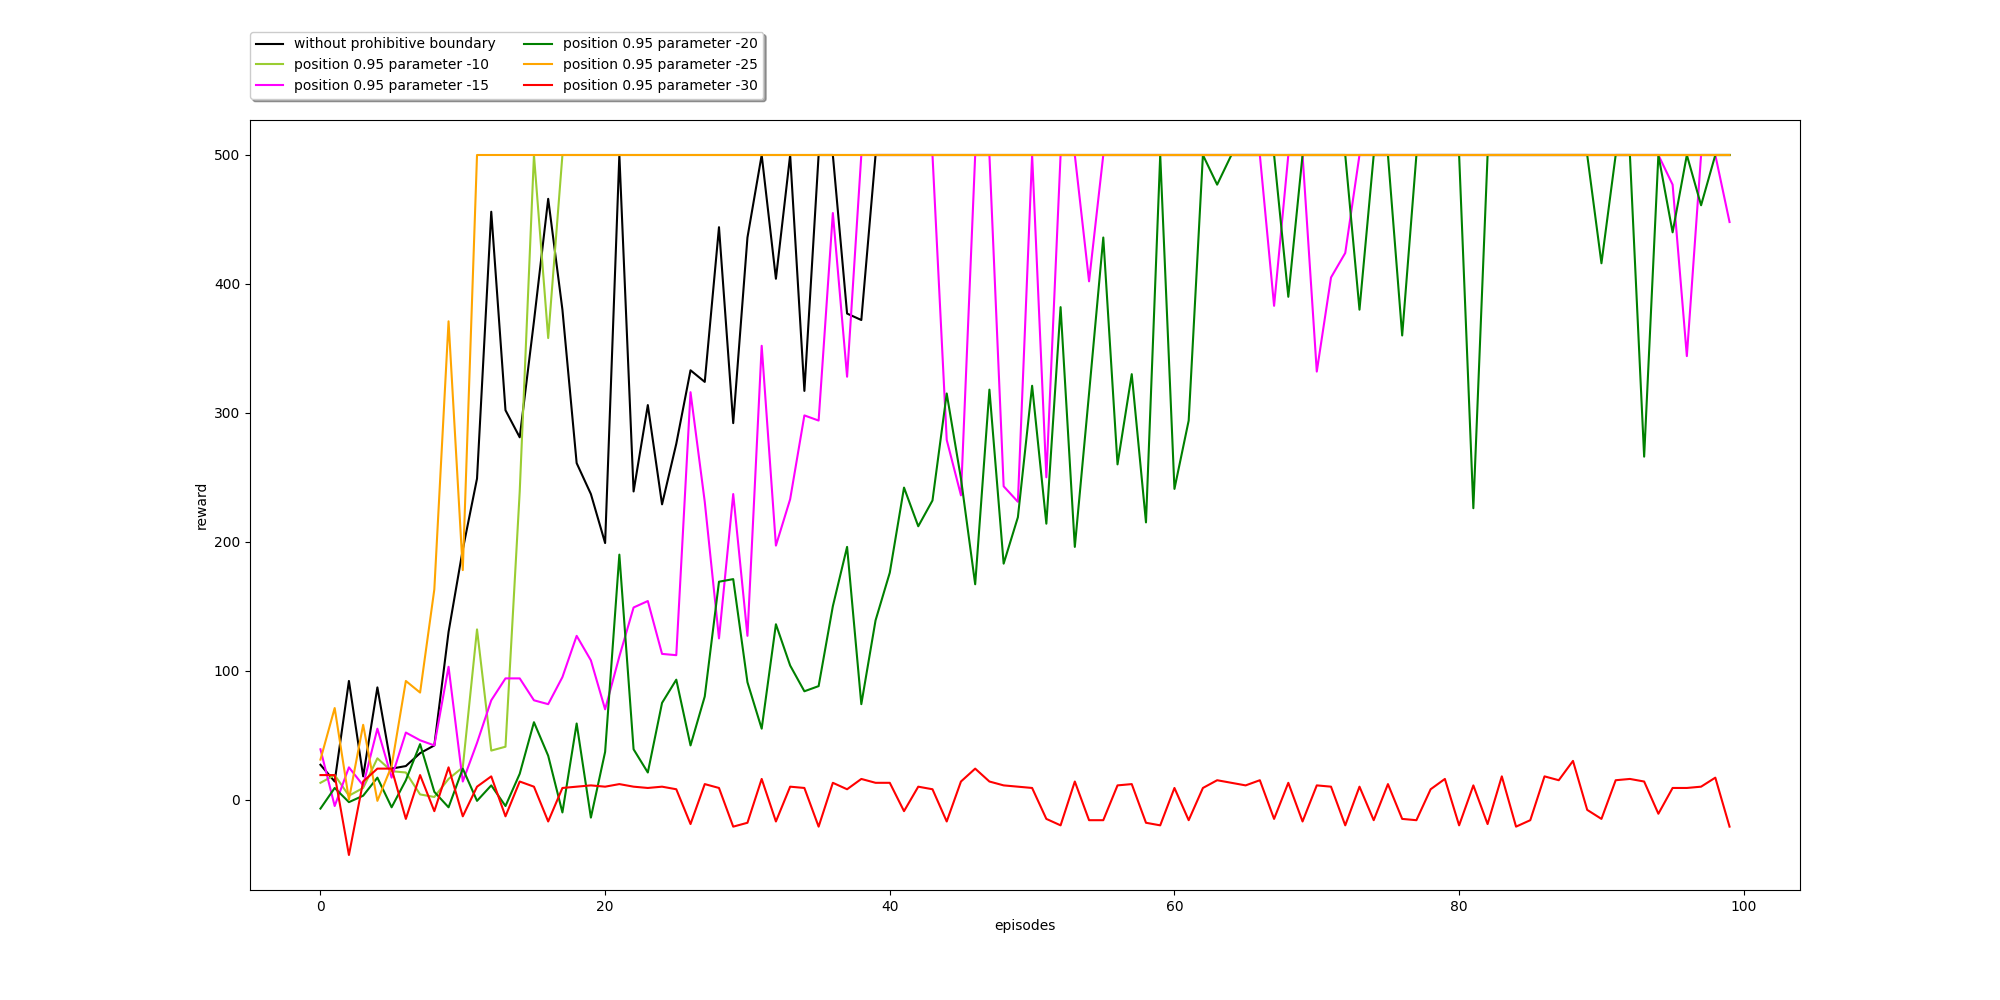 without prohibitive boundary
position 0.95 parameter -10
position 0.95 parameter -15
position 0.95 parameter -20
position 0.95 parameter -25
position 0.95 parameter -30
500
400
300
200
100
0
reward
0 20 40 60 80 100
episodes